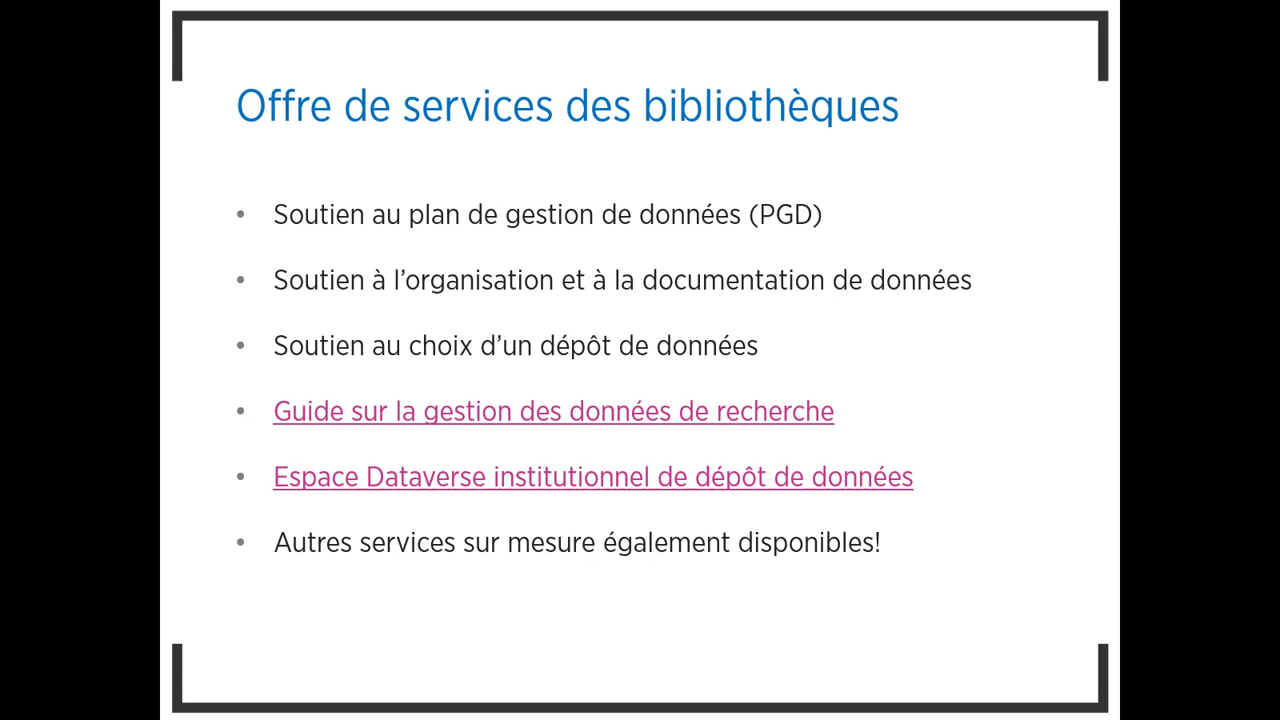 Offre de services des bibliothèques
• Soutien au plan de gestion de données (PGD)
• Soutien à l’organisation et à la documentation de données
• Soutien au choix d’un dépôt de données
• Guide sur la gestion des données de recherche
• Espace Dataverse institutionnel de dépôt de données
• Autres services sur mesure également disponibles!